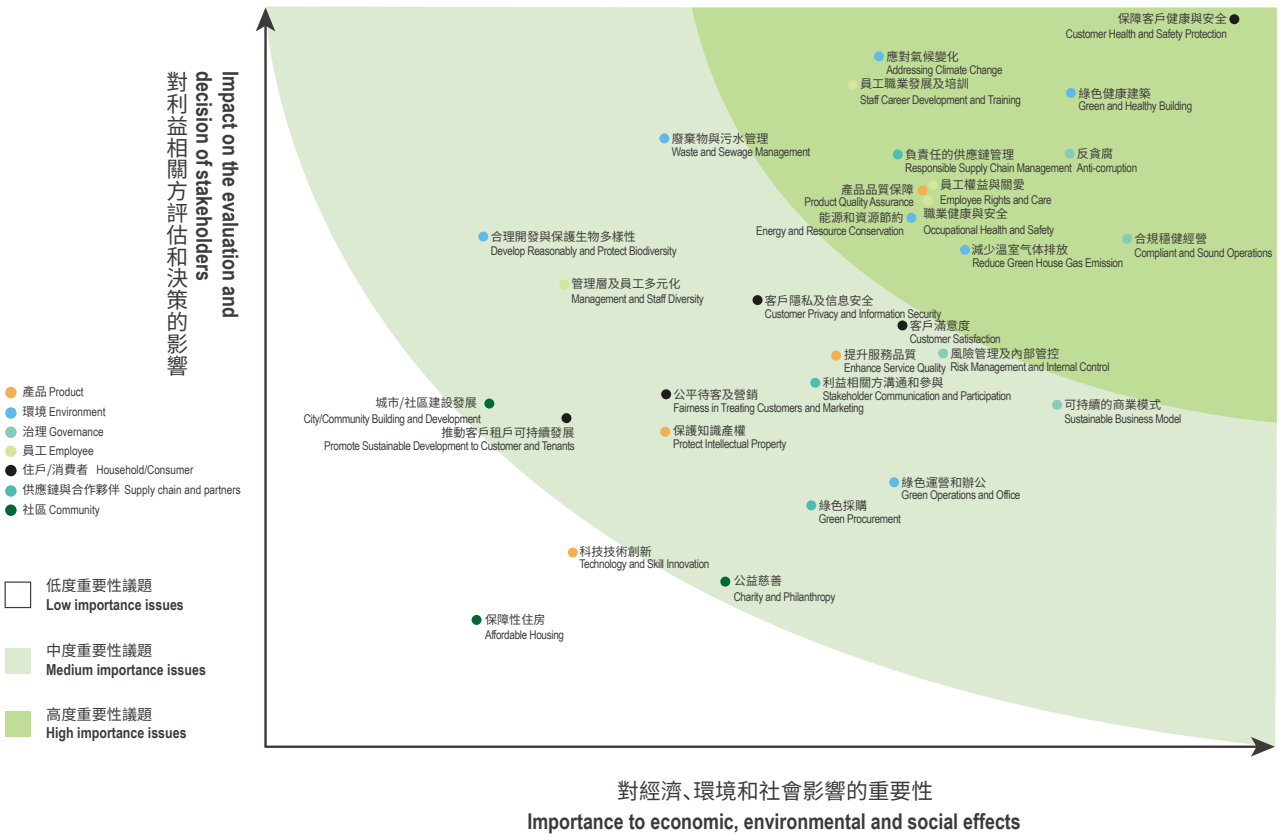 Impact on the evaluation and
decision of stakeholders
對利益相關方評估和決策的影響
保障客戶健康與安全
Customer Health and Safety Protection
應對氣候變化
Addressing Climate Change
員工職業發展及培訓
Staff Career Development and Training
綠色健康建築
Green and Healthy Building
廢棄物與污水管理
Waste and Sewage Management
負責任的供應鏈管理
Responsible Supply Chain Management
反貪腐
Anti-corruption
產品品質保障
Product Quality Assurance
員工權益與關愛
Employee Rights and Care
能源和資源節約
Energy and Resource Conservation
職業健康與安全
Occupational Health and Safety
合理開發與保護生物多樣性
Develop Reasonably and Protect Biodiversity
減少溫室气体排放
Reduce Green House Gas Emission
合規穩健經營
Compliant and Sound Operations
管理層及員工多元化
Management and Staff Diversity
客戶隱私及信息安全
Customer Privacy and Information Security
客戶滿意度
Customer Satisfaction
提升服務品質
Enhance Service Quality
風險管理及內部管控
Risk Management and Internal Control
利益相關方溝通和參與
Stakeholder Communication and Participation
公平待客及營銷
Fairness in Treating Customers and Marketing
城市/社區建設發展
City/Community Building and Development
推動客戶租戶可持續發展
Promote Sustainable Development to Customer and Tenants
保護知識產權
Protect Intellectual Property
可持續的商業模式
Sustainable Business Model
綠色運營和辦公
Green Operations and Office
綠色採購
Green Procurement
科技技術創新
Technology and Skill Innovation
公益慈善
Charity and Philanthropy
保障性住房
Affordable Housing
產品 Product
環境 Environment
治理 Governance
員工 Employee
住戶/消費者 Household/Consumer
供應鏈與合作夥伴 Supply chain and partners
社區 Community
低度重要性議題
Low importance issues
中度重要性議題
Medium importance issues
高度重要性議題
High importance issues
對經濟、環境和社會影響的重要性
Importance to economic, environmental and social effects